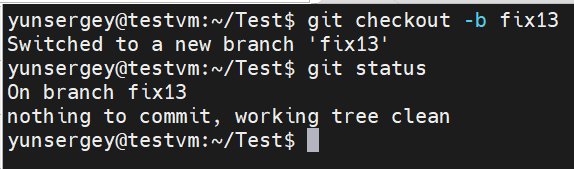 yunsergey@testvm:~/Test$ git checkout -b fix13
Switched to a new branch 'fix13'
yunsergey@testvm:~/Test$ git status
On branch fix13
nothing to commit, working tree clean
yunsergey@testvm:~/Test$